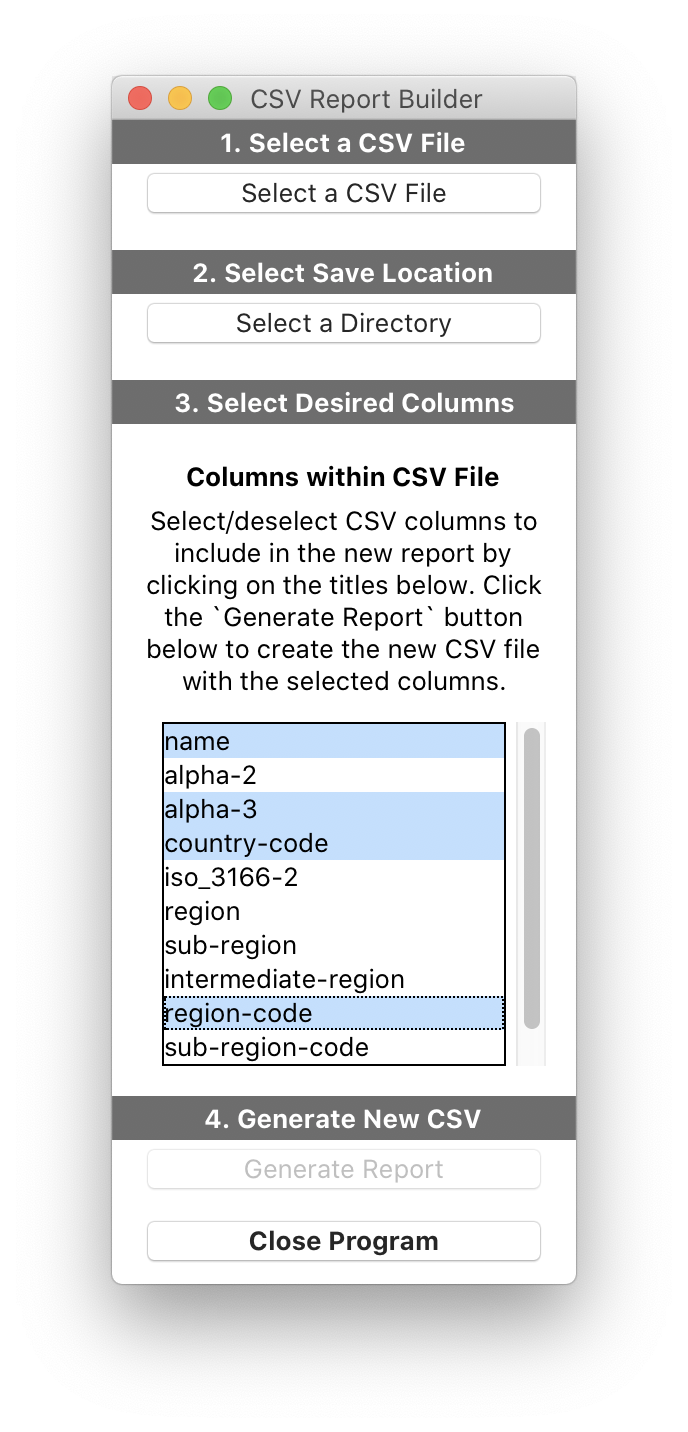 CSV Report Builder
1. Select a CSV File
Select a CSV File
2. Select Save Location
Select a Directory
3. Select Desired Columns
Columns within CSV File
Select/deselect CSV columns to
include in the new report by
clicking on the titles below. Click
the `Generate Report` button
below to create the new CSV file
with the selected columns.
name
alpha-2
alpha-3
country-code
iso_3166-2
region
sub-region
intermediate-region
region-code
sub-region-code
4. Generate New CSV
Generate Report
Close Program